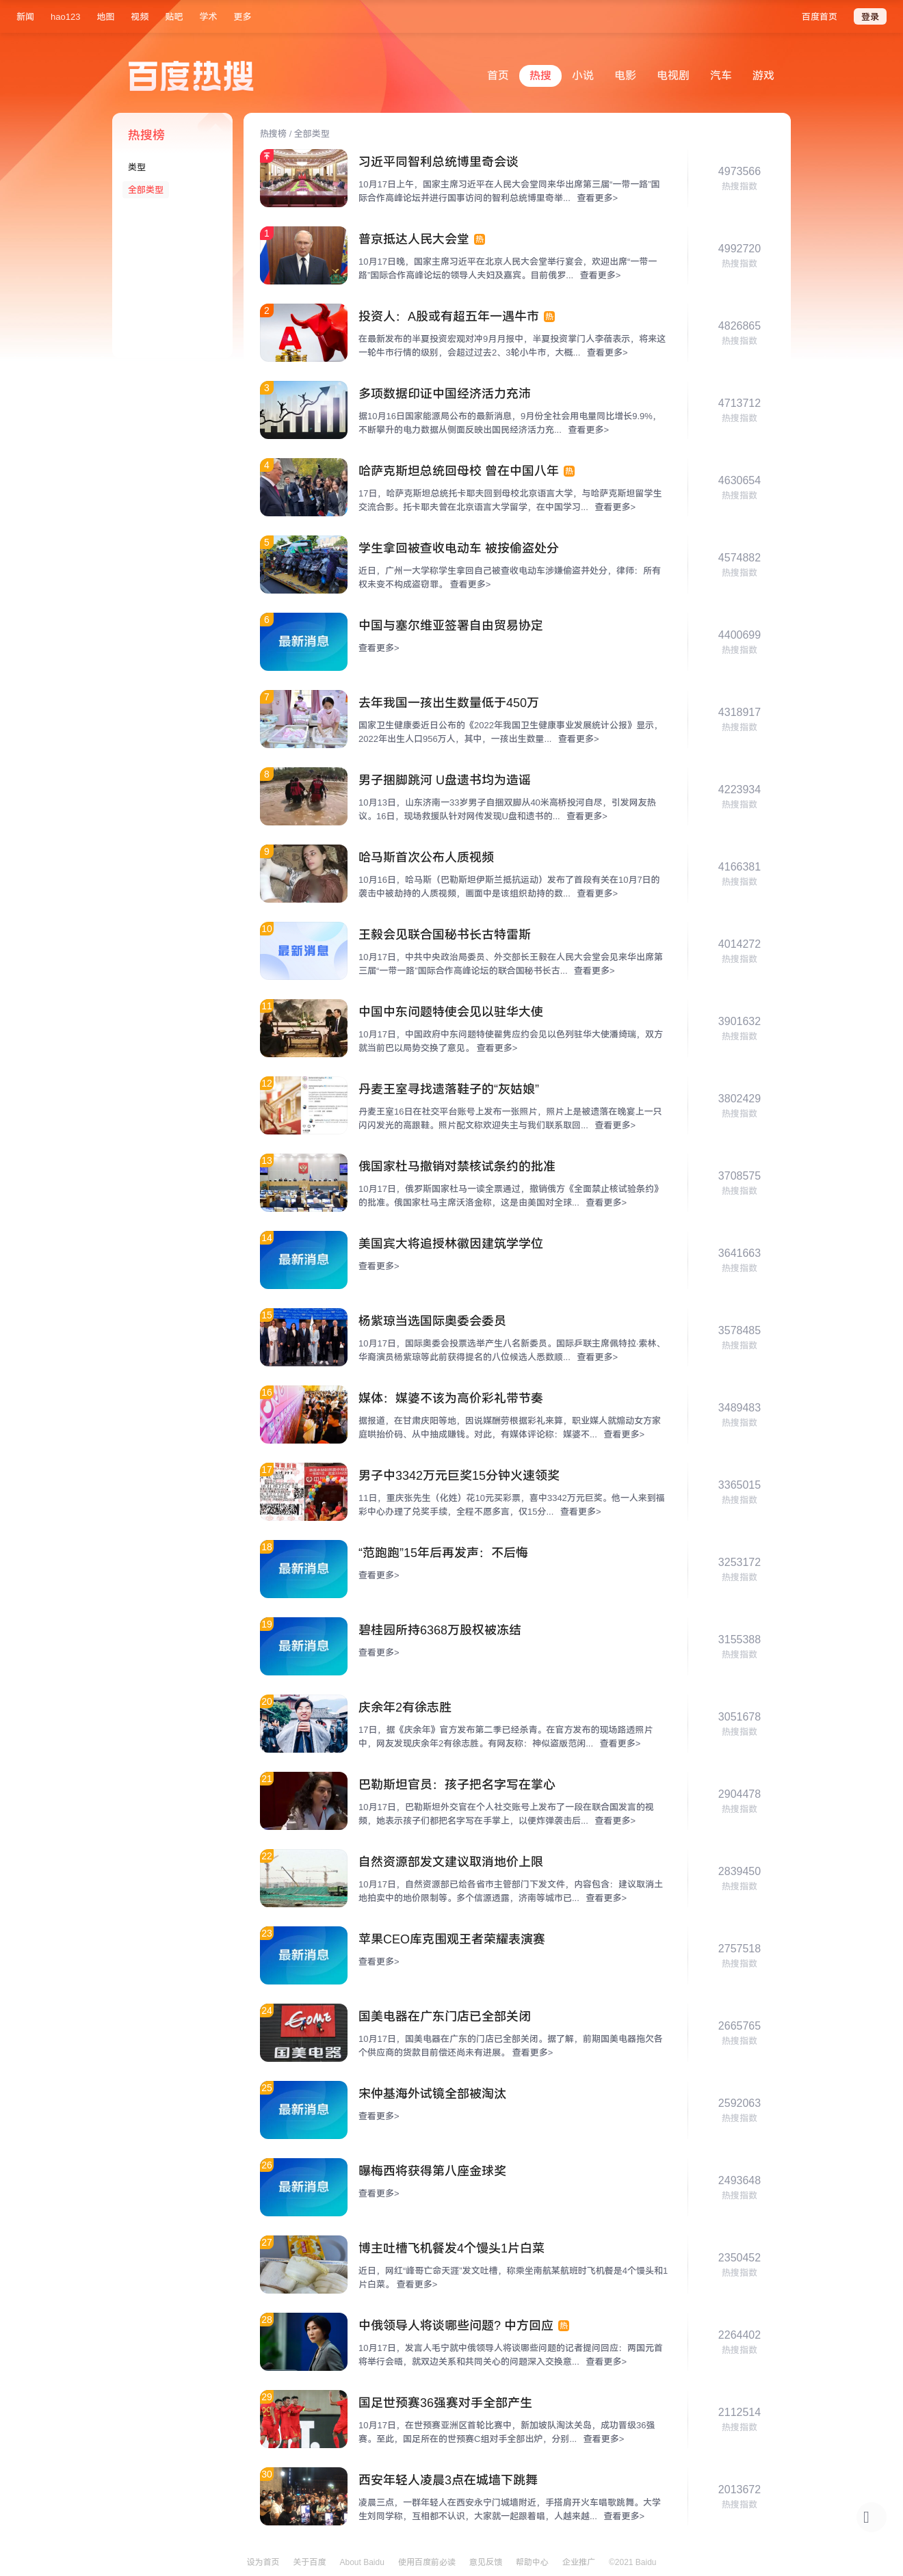 新闻 hao123 地图 视频 贴吧 学术 更多 百度首页 登录
百度热搜
首页 热搜 小说 电影 电视剧 汽车 游戏
热搜榜
类型
全部类型
热搜榜 / 全部类型
习近平同智利总统博里奇会谈
10月17日上午，国家主席习近平在人民大会堂同来华出席第三届“一带一路”国
际合作高峰论坛并进行国事访问的智利总统博里奇举... 查看更多>
4973566
热搜指数
1
普京抵达人民大会堂 热
10月17日晚，国家主席习近平在北京人民大会堂举行宴会，欢迎出席“一带一
路”国际合作高峰论坛的领导人夫妇及嘉宾。目前俄罗... 查看更多>
4992720
热搜指数
2
投资人：A股或有超五年一遇牛市 热
在最新发布的半夏投资宏观对冲9月月报中，半夏投资掌门人李蓓表示，将来这
一轮牛市行情的级别，会超过过去2、3轮小牛市，大概... 查看更多>
4826865
热搜指数
3
多项数据印证中国经济活力充沛
据10月16日国家能源局公布的最新消息，9月份全社会用电量同比增长9.9%，
不断攀升的电力数据从侧面反映出国民经济活力充... 查看更多>
4713712
热搜指数
4
哈萨克斯坦总统回母校 曾在中国八年 热
17日，哈萨克斯坦总统托卡耶夫回到母校北京语言大学，与哈萨克斯坦留学生
交流合影。托卡耶夫曾在北京语言大学留学，在中国学习... 查看更多>
4630654
热搜指数
5
学生拿回被查收电动车 被按偷盗处分
近日，广州一大学称学生拿回自己被查收电动车涉嫌偷盗并处分，律师：所有
权未变不构成盗窃罪。 查看更多>
4574882
热搜指数
6
最新消息
中国与塞尔维亚签署自由贸易协定
查看更多>
4400699
热搜指数
7
去年我国一孩出生数量低于450万
国家卫生健康委近日公布的《2022年我国卫生健康事业发展统计公报》显示，
2022年出生人口956万人，其中，一孩出生数量... 查看更多>
4318917
热搜指数
8
男子捆脚跳河 U盘遗书均为造谣
10月13日，山东济南一33岁男子自捆双脚从40米高桥投河自尽，引发网友热
议。16日，现场救援队针对网传发现U盘和遗书的... 查看更多>
4223934
热搜指数
9
哈马斯首次公布人质视频
10月16日，哈马斯（巴勒斯坦伊斯兰抵抗运动）发布了首段有关在10月7日的
袭击中被劫持的人质视频，画面中是该组织劫持的数... 查看更多>
4166381
热搜指数
10
最新消息
王毅会见联合国秘书长古特雷斯
10月17日，中共中央政治局委员、外交部长王毅在人民大会堂会见来华出席第
三届“一带一路”国际合作高峰论坛的联合国秘书长古... 查看更多>
4014272
热搜指数
11
中国中东问题特使会见以驻华大使
10月17日，中国政府中东问题特使翟隽应约会见以色列驻华大使潘绮瑞，双方
就当前巴以局势交换了意见。 查看更多>
3901632
热搜指数
12
丹麦王室寻找遗落鞋子的“灰姑娘”
丹麦王室16日在社交平台账号上发布一张照片，照片上是被遗落在晚宴上一只
闪闪发光的高跟鞋。照片配文称欢迎失主与我们联系取回... 查看更多>
3802429
热搜指数
13
俄国家杜马撤销对禁核试条约的批准
10月17日，俄罗斯国家杜马一读全票通过，撤销俄方《全面禁止核试验条约》
的批准。俄国家杜马主席沃洛金称，这是由美国对全球... 查看更多>
3708575
热搜指数
14
最新消息
美国宾大将追授林徽因建筑学学位
查看更多>
3641663
热搜指数
15
杨紫琼当选国际奥委会委员
10月17日，国际奥委会投票选举产生八名新委员。国际乒联主席佩特拉·索林、
华裔演员杨紫琼等此前获得提名的八位候选人悉数顺... 查看更多>
3578485
热搜指数
16
媒体：媒婆不该为高价彩礼带节奏
据报道，在甘肃庆阳等地，因说媒酬劳根据彩礼来算，职业媒人就煽动女方家
庭哄抬价码、从中抽成赚钱。对此，有媒体评论称：媒婆不... 查看更多>
3489483
热搜指数
17
男子中3342万元巨奖15分钟火速领奖
11日，重庆张先生（化姓）花10元买彩票，喜中3342万元巨奖。他一人来到福
彩中心办理了兑奖手续，全程不愿多言，仅15分... 查看更多>
3365015
热搜指数
18
最新消息
“范跑跑”15年后再发声：不后悔
查看更多>
3253172
热搜指数
19
最新消息
碧桂园所持6368万股权被冻结
查看更多>
3155388
热搜指数
20
庆余年2有徐志胜
17日，据《庆余年》官方发布第二季已经杀青。在官方发布的现场路透照片
中，网友发现庆余年2有徐志胜。有网友称：神似盗版范闲... 查看更多>
3051678
热搜指数
21
巴勒斯坦官员：孩子把名字写在掌心
10月17日，巴勒斯坦外交官在个人社交账号上发布了一段在联合国发言的视
频，她表示孩子们都把名字写在手掌上，以便炸弹袭击后... 查看更多>
2904478
热搜指数
22
自然资源部发文建议取消地价上限
10月17日，自然资源部已给各省市主管部门下发文件，内容包含：建议取消土
地拍卖中的地价限制等。多个信源透露，济南等城市已... 查看更多>
2839450
热搜指数
23
最新消息
苹果CEO库克围观王者荣耀表演赛
查看更多>
2757518
热搜指数
24
GOME
国美电器
国美电器在广东门店已全部关闭
10月17日，国美电器在广东的门店已全部关闭。据了解，前期国美电器拖欠各
个供应商的货款目前偿还尚未有进展。 查看更多>
2665765
热搜指数
25
最新消息
宋仲基海外试镜全部被淘汰
查看更多>
2592063
热搜指数
26
最新消息
曝梅西将获得第八座金球奖
查看更多>
2493648
热搜指数
27
博主吐槽飞机餐发4个馒头1片白菜
近日，网红“峰哥亡命天涯”发文吐槽，称乘坐南航某航班时飞机餐是4个馒头和1
片白菜。 查看更多>
2350452
热搜指数
28
中俄领导人将谈哪些问题? 中方回应 热
10月17日，发言人毛宁就中俄领导人将谈哪些问题的记者提问回应：两国元首
将举行会晤，就双边关系和共同关心的问题深入交换意... 查看更多>
2264402
热搜指数
29
国足世预赛36强赛对手全部产生
10月17日，在世预赛亚洲区首轮比赛中，新加坡队淘汰关岛，成功晋级36强
赛。至此，国足所在的世预赛C组对手全部出炉，分别... 查看更多>
2112514
热搜指数
30
西安年轻人凌晨3点在城墙下跳舞
凌晨三点，一群年轻人在西安永宁门城墙附近，手搭肩开火车唱歌跳舞。大学
生刘同学称，互相都不认识，大家就一起跟着唱，人越来越... 查看更多>
2013672
热搜指数
设为首页 关于百度 About Baidu 使用百度前必读 意见反馈 帮助中心 企业推广 ©2021 Baidu